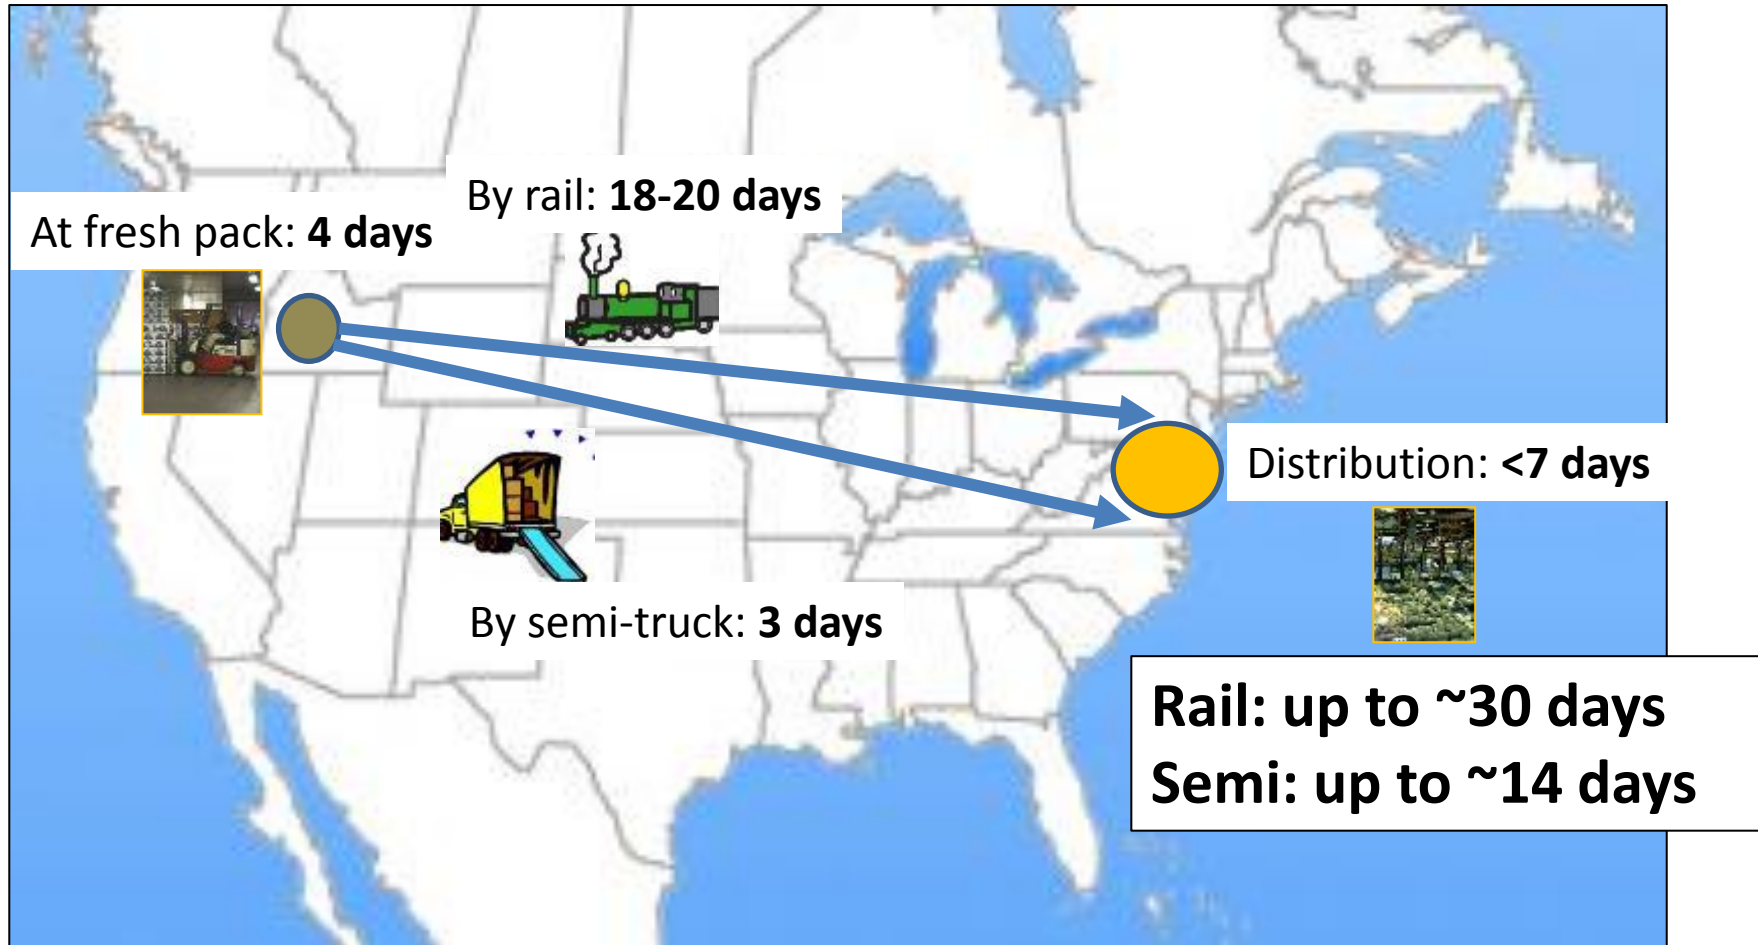 By rail: 18-20 days
At fresh pack: 4 days
Distribution: <7 days
By semi-truck: 3 days
Rail: up to ~30 days
Semi: up to ~14 days